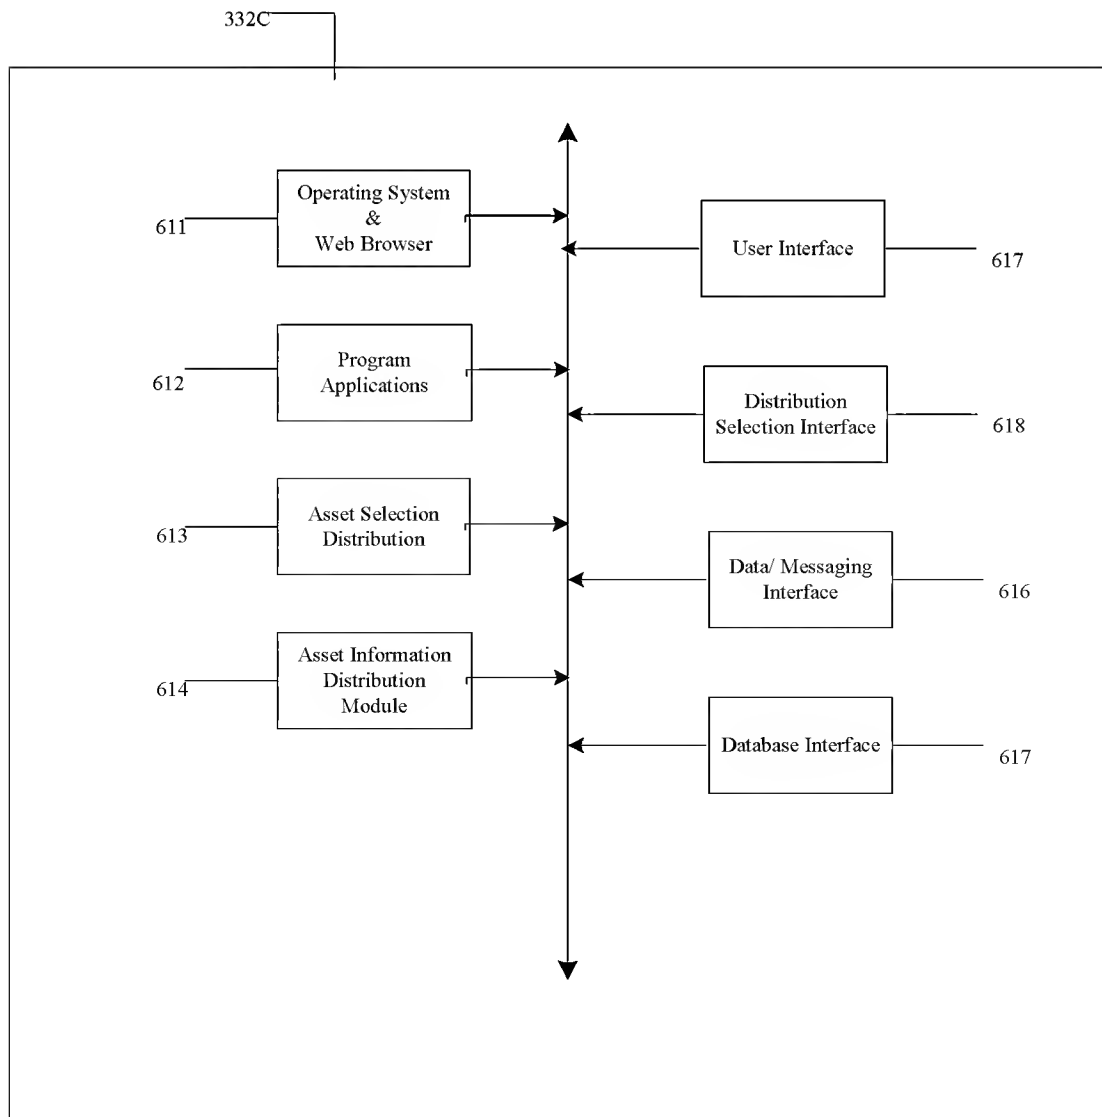 332C
Operating System
&
Web Browser
611
User Interface
617
Program
Applications
612
Distribution
Selection Interface
618
Asset Selection
Distribution
613
Data/ Messaging
Interface
616
Asset Information
Distribution
Module
614
Database Interface
617